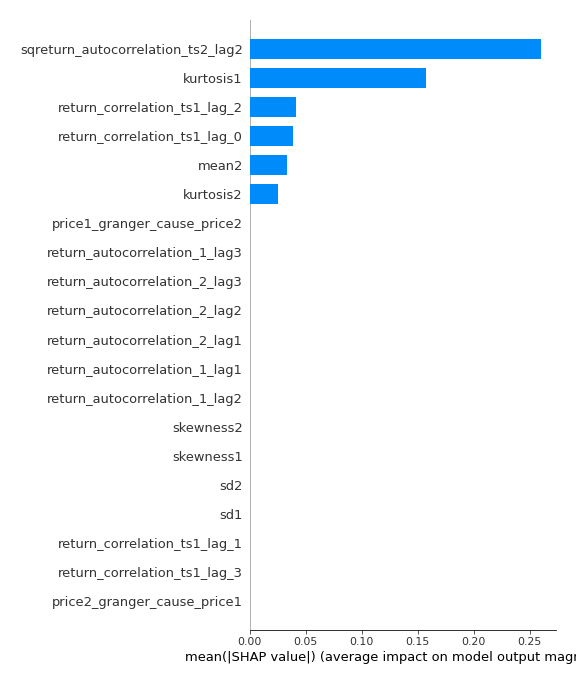 sqreturn_autocorrelation_ts2_lag2
kurtosis1
return_correlation_ts1_lag_2
return_correlation_ts1_lag_0
mean2
kurtosis2
price1_granger_cause_price2
return_autocorrelation_1_lag3
return_autocorrelation_2_lag3
return_autocorrelation_2_lag2
return_autocorrelation_2_lag1
return_autocorrelation_1_lag1
return_autocorrelation_1_lag2
skewness2
skewness1
sd2
sd1
return_correlation_ts1_lag_1
return_correlation_ts1_lag_3
price2_granger_cause_price1
0.00 0.05 0.10 0.15 0.20 0.25
mean(|SHAP value|) (average impact on model output magn